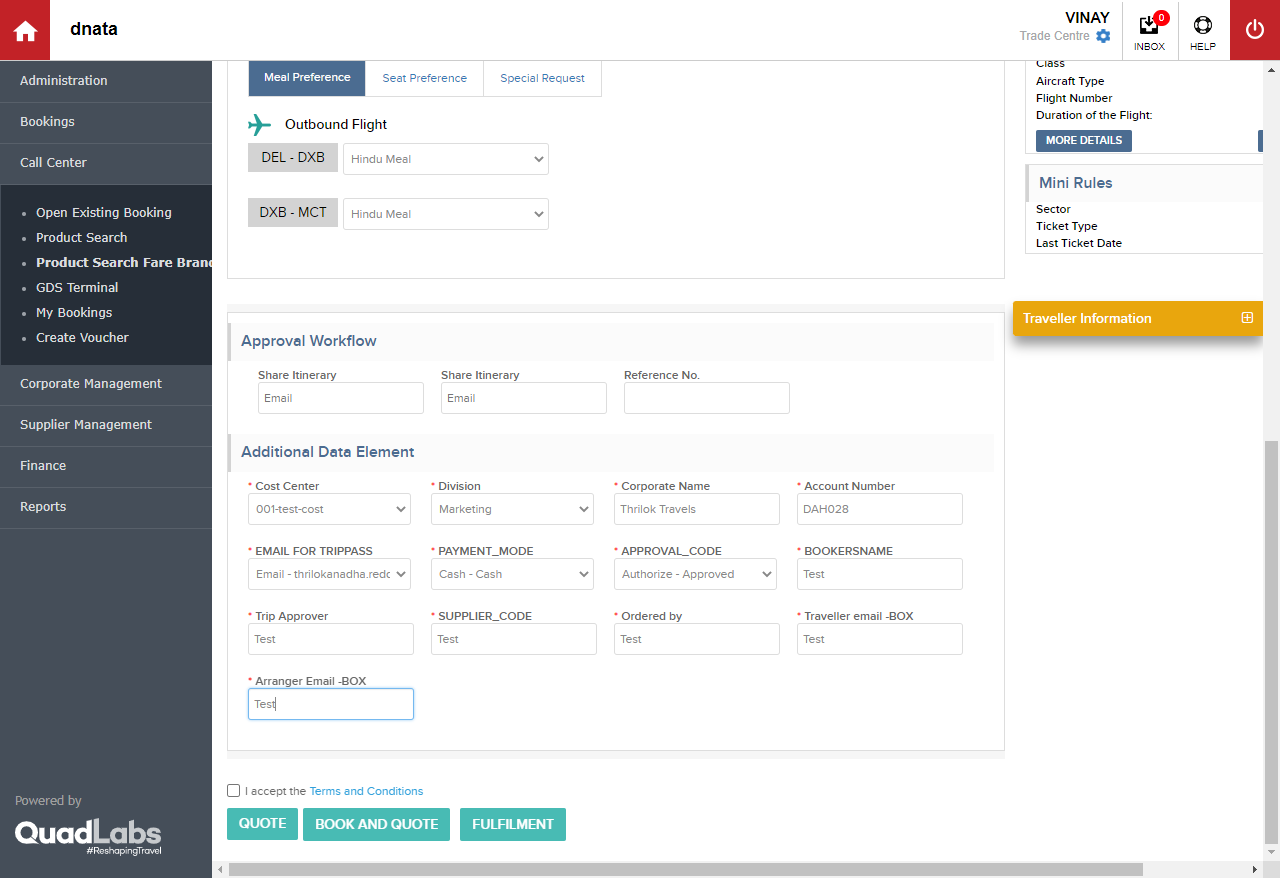 dnata
VINAY
Trade Centre
0
INBOX
HELP
Administration
Bookings
Call Center
Open Existing Booking
Product Search
Product Search Fare Bran
GDS Terminal
My Bookings
Create Voucher
Corporate Management
Supplier Management
Finance
Reports
Powered by
QuadLabs
#ReshapingTravel
Meal Preference
Seat Preference
Special Request
Outbound Flight
DEL - DXB
Hindu Meal
DXB - MCT
Hindu Meal
Approval Workflow
Share Itinerary Share Itinerary Reference No.
Email Email
Additional Data Element
* Cost Center * Division * Corporate Name * Account Number
001-test-cost Marketing Thrilok Travels DAH028
* EMAIL FOR TRIPPASS * PAYMENT_MODE * APPROVAL_CODE * BOOKERSNAME
Email - thrilokanadha.redd Cash - Cash Authorize - Approved Test
* Trip Approver * SUPPLIER_CODE * Ordered by * Traveller email -BOX
Test Test Test Test
* Arranger Email -BOX
Test
I accept the Terms and Conditions
QUOTE BOOK AND QUOTE FULFILMENT
Class
Aircraft Type
Flight Number
Duration of the Flight:
MORE DETAILS
Mini Rules
Sector
Ticket Type
Last Ticket Date
Traveller Information